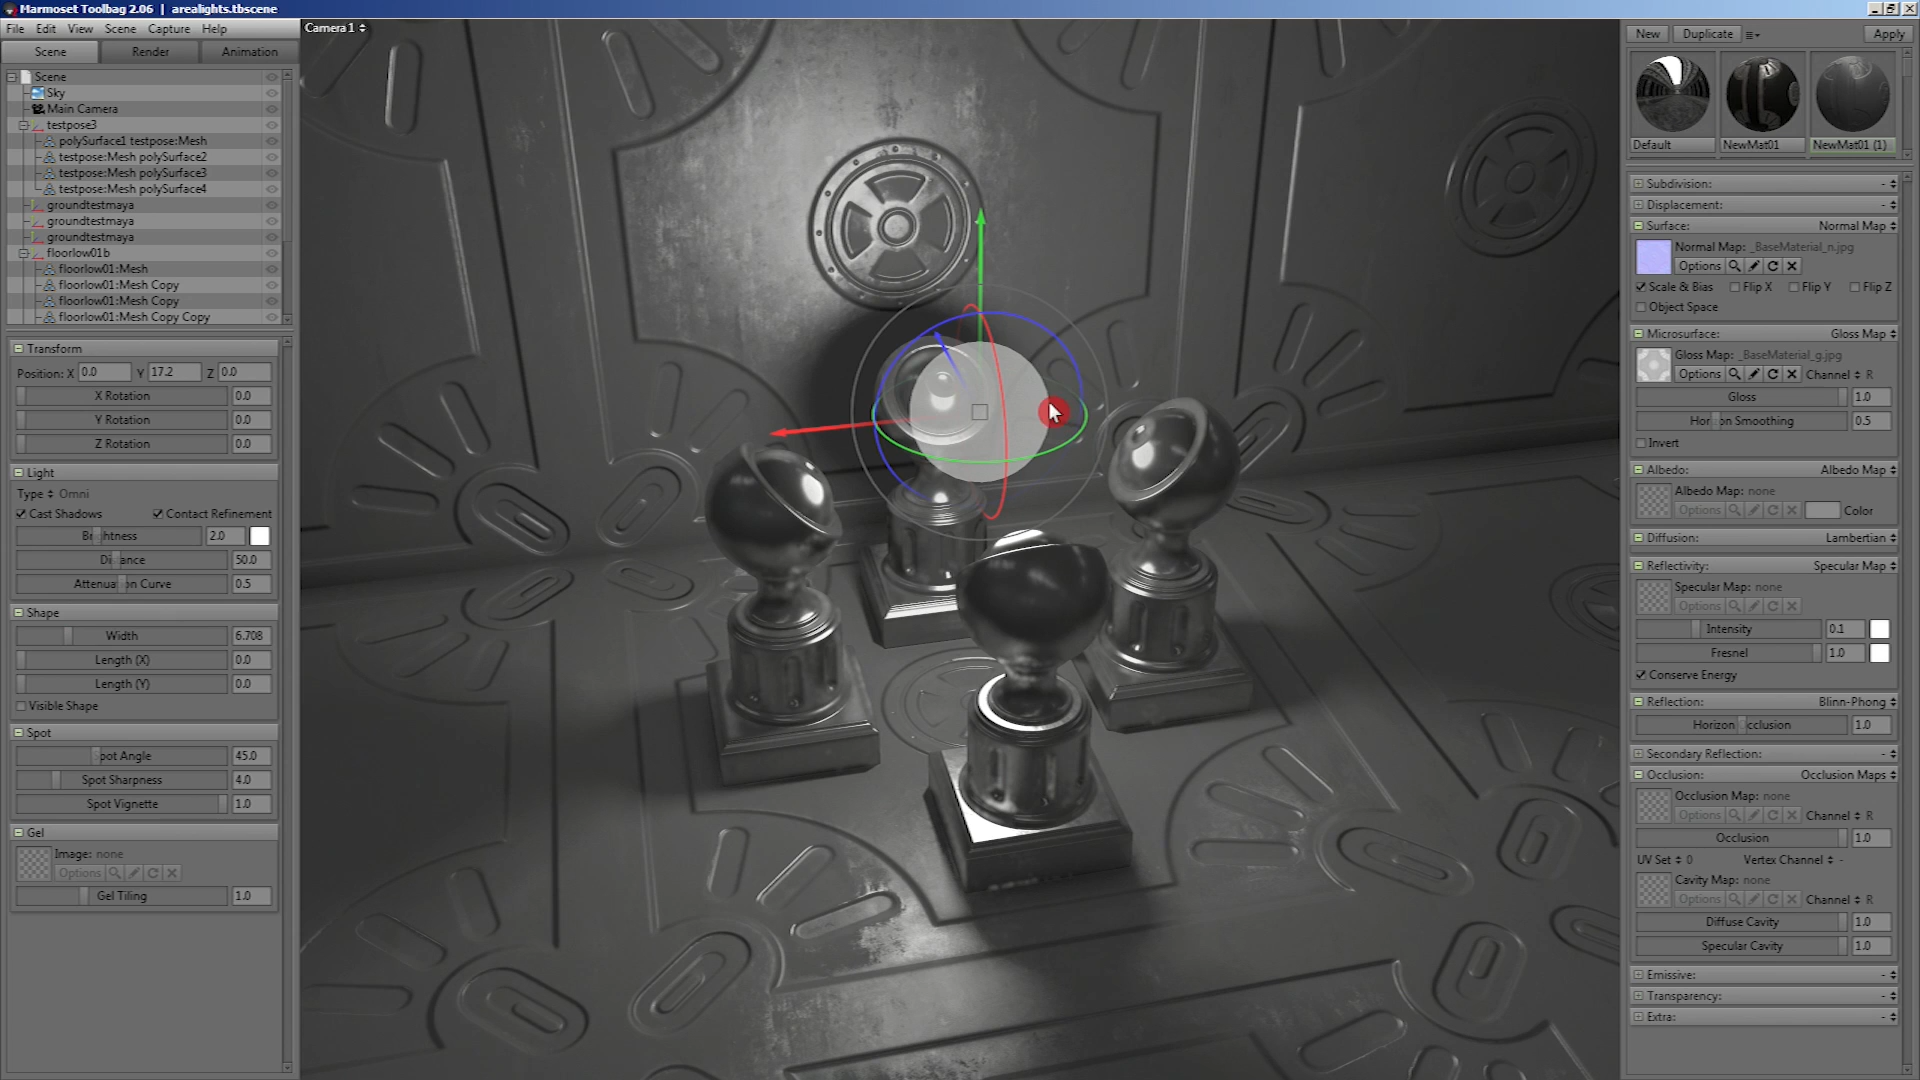 Marmoset Toolbag 2.06 | arealights.tbscene
File Edit View Scene Capture Help
Scene Render Animation
Scene
Sky
Main Camera
testpose3
polySurface1 testpose:Mesh
testpose:Mesh polySurface2
testpose:Mesh polySurface3
testpose:Mesh polySurface4
groundtestmaya
groundtestmaya
groundtestmaya
floorlow01b
floorlow01:Mesh
floorlow01:Mesh Copy
floorlow01:Mesh Copy
floorlow01:Mesh Copy Copy
Transform
Position: X 0.0 Y 17.2 Z 0.0
X Rotation 0.0
Y Rotation 0.0
Z Rotation 0.0
Light
Type Omni
Cast Shadows Contact Refinement
Brightness 2.0
Distance 50.0
Attenuation Curve 0.5
Shape
Width 6.708
Length (X) 0.0
Length (Y) 0.0
Visible Shape
Spot
Spot Angle 45.0
Spot Sharpness 4.0
Spot Vignette 1.0
Gel
Image: none
Options
Gel Tiling 1.0
Camera 1
New Duplicate Apply
Default NewMat01 NewMat01 (1)
Subdivision: -
Displacement: -
Surface: Normal Map
Normal Map: _BaseMaterial_n.jpg
Options
Scale & Bias Flip X Flip Y Flip Z
Object Space
Microsurface: Gloss Map
Gloss Map: _BaseMaterial_g.jpg
Options Channel R
Gloss 1.0
Horizon Smoothing 0.5
Invert
Albedo: Albedo Map
Albedo Map: none
Options Color
Diffusion: Lambertian
Reflectivity: Specular Map
Specular Map: none
Options
Intensity 0.1
Fresnel 1.0
Conserve Energy
Reflection: Blinn-Phong
Horizon Occlusion 1.0
Secondary Reflection: -
Occlusion: Occlusion Maps
Occlusion Map: none
Options Channel R
Occlusion 1.0
UV Set 0 Vertex Channel -
Cavity Map: none
Options Channel R
Diffuse Cavity 1.0
Specular Cavity 1.0
Emissive: -
Transparency: -
Extra: -